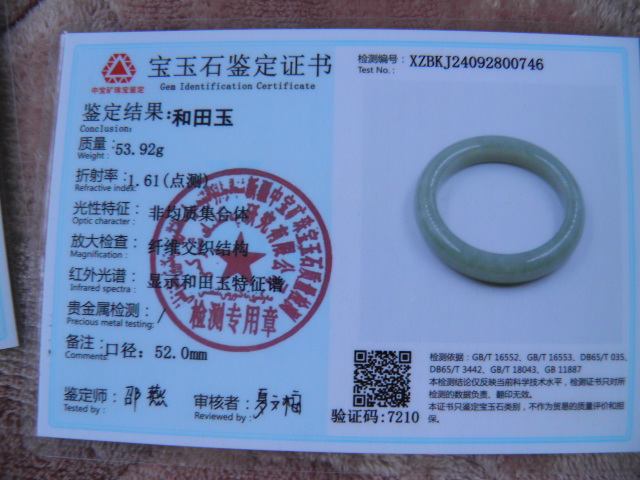 中宝矿珠宝鉴定
宝玉石鉴定证书
Gem Identification Certificate
检测编号:
Test No.:
XZBKJ24092800746
鉴定结果:和田玉
Conclusion:
质量:53.92g
Weight:
折射率:1.61(点测)
Refractive index:
光性特征:非均质集合体
Optic character:
放大检查:纤维交织结构
Magnification:
红外光谱:显示和田玉特征谱
Infrared spectra:
贵金属检测:/
Precious metal testing:
备注:口径:52.0mm
Comments:
鉴定师:
Tested by:
审核者:
Reviewed by:
检测专用章
验证码:7210
检测依据:GB/T 16552、GB/T 16553、DB65/T 035、
DB65/T 3442、GB/T 18043、GB 11887
本检测结论仅反映当前科学技术水平,检测证书只对所
检测的数据负责、翻印无效。
本证书只鉴定宝玉石类别,不作为贸易的质量评价和担
保。